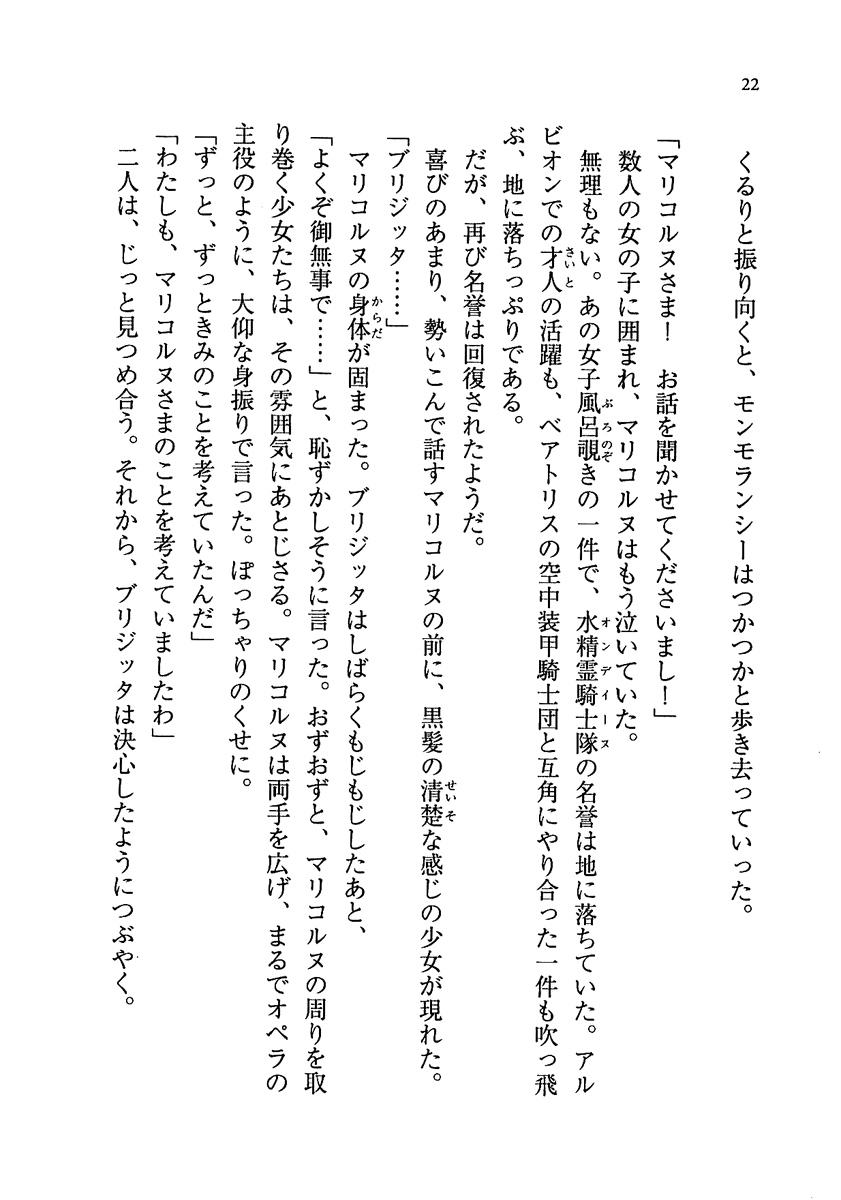 22
くるりと振り向くと、モンモランシーはつかつかと歩き去っていった。
「マリコルヌさま！　お話を聞かせてくださいまし！」
数人の女の子に囲まれ、マリコルヌはもう泣いていた。
無理もない。あの女子風呂覗きの一件で、水精霊騎士隊の名誉は地に落ちていた。アル
ビオンでの才人の活躍も、ベアトリスの空中装甲騎士団と互角にやり合った一件も吹っ飛
ぶ、地に落ちっぷりである。
だが、再び名誉は回復されたようだ。
喜びのあまり、勢いこんで話すマリコルヌの前に、黒髪の清楚な感じの少女が現れた。
「ブリジッタ……」
マリコルヌの身体が固まった。ブリジッタはしばらくもじもじしたあと、
「よくぞ御無事で……」と、恥ずかしそうに言った。おずおずと、マリコルヌの周りを取
り巻く少女たちは、その雰囲気にあとじさる。マリコルヌは両手を広げ、まるでオペラの
主役のように、大仰な身振りで言った。ぽっちゃりのくせに。
「ずっと、ずっときみのことを考えていたんだ」
「わたしも、マリコルヌさまのことを考えていましたわ」
二人は、じっと見つめ合う。それから、ブリジッタは決心したようにつぶやく。